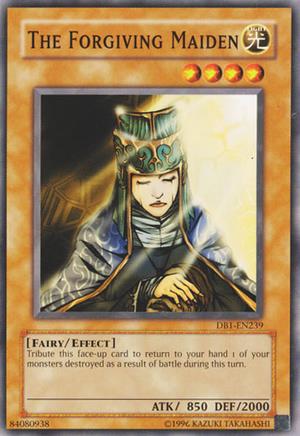 THE FORGIVING MAIDEN
LIGHT
光
DB1-EN239
[FAIRY/EFFECT]
Tribute this face-up card to return to your hand 1 of your
monsters destroyed as a result of battle during this turn.
ATK/ 850 DEF/2000
84080938
©1996 KAZUKI TAKAHASHI